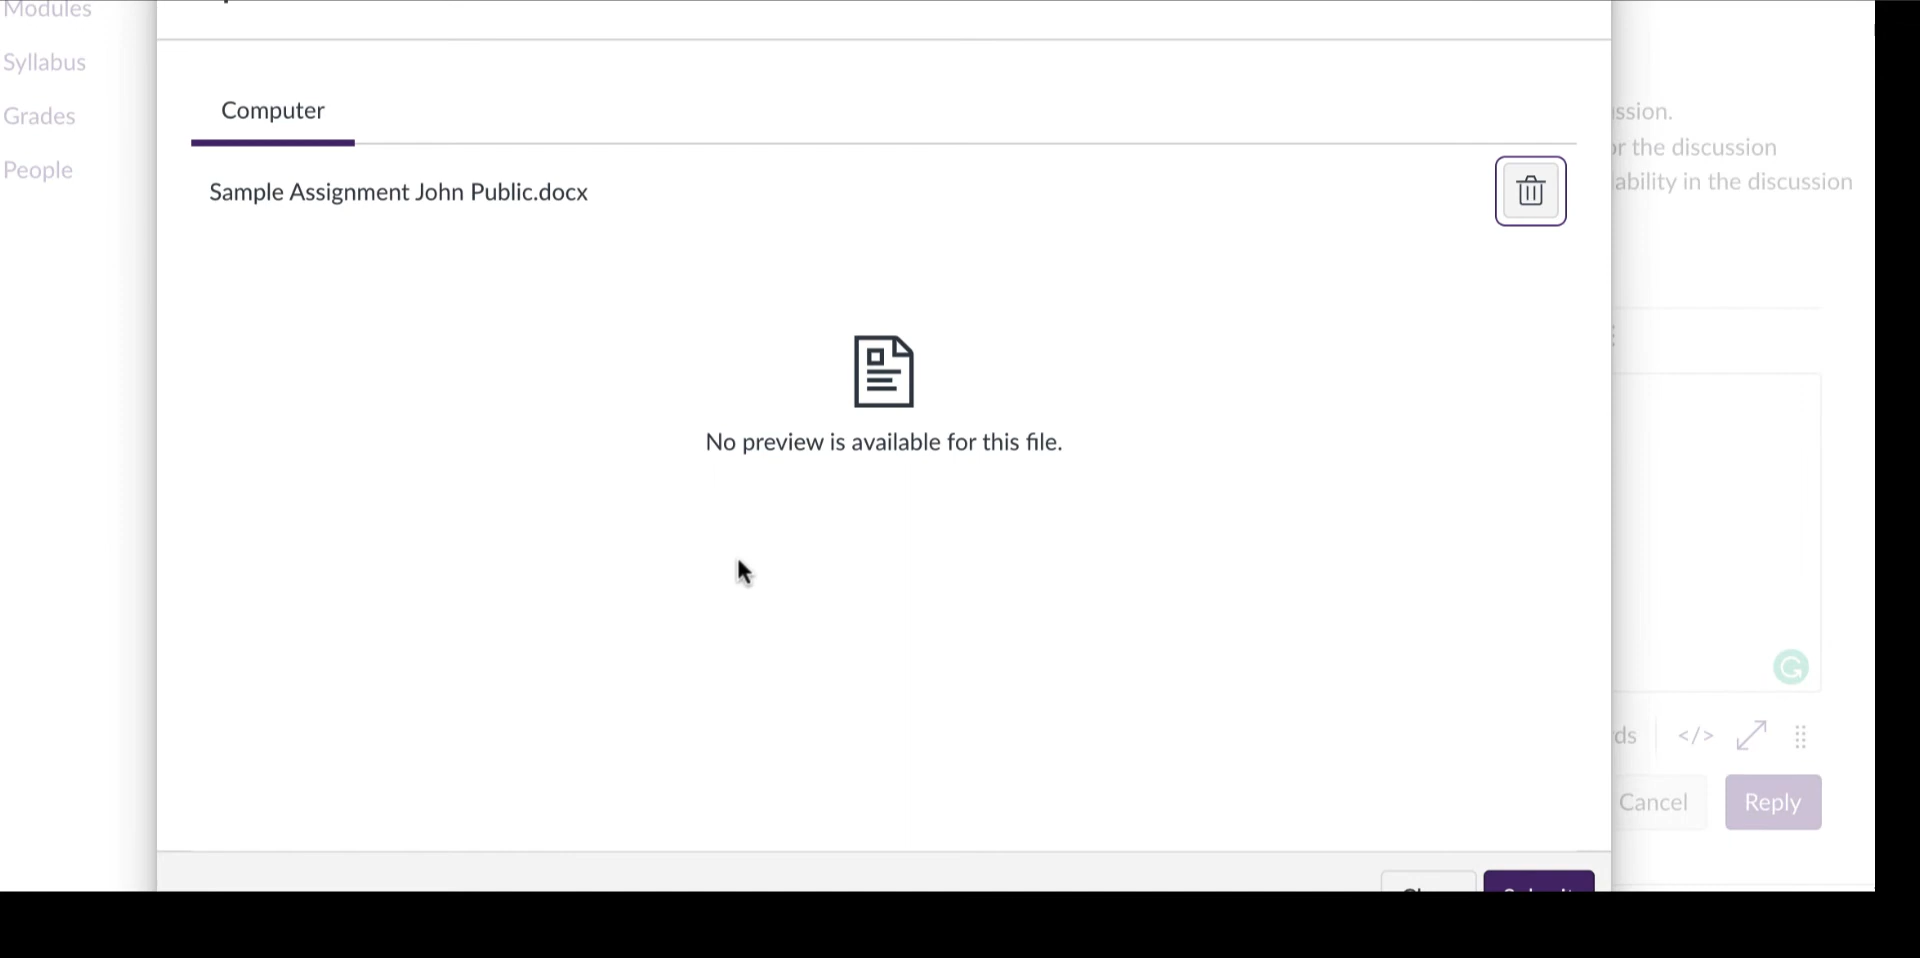 Modules
Syllabus
Grades
People
Computer
Sample Assignment John Public.docx
No preview is available for this file.
ssion.
or the discussion
ability in the discussion
ds
</>
Cancel
Reply